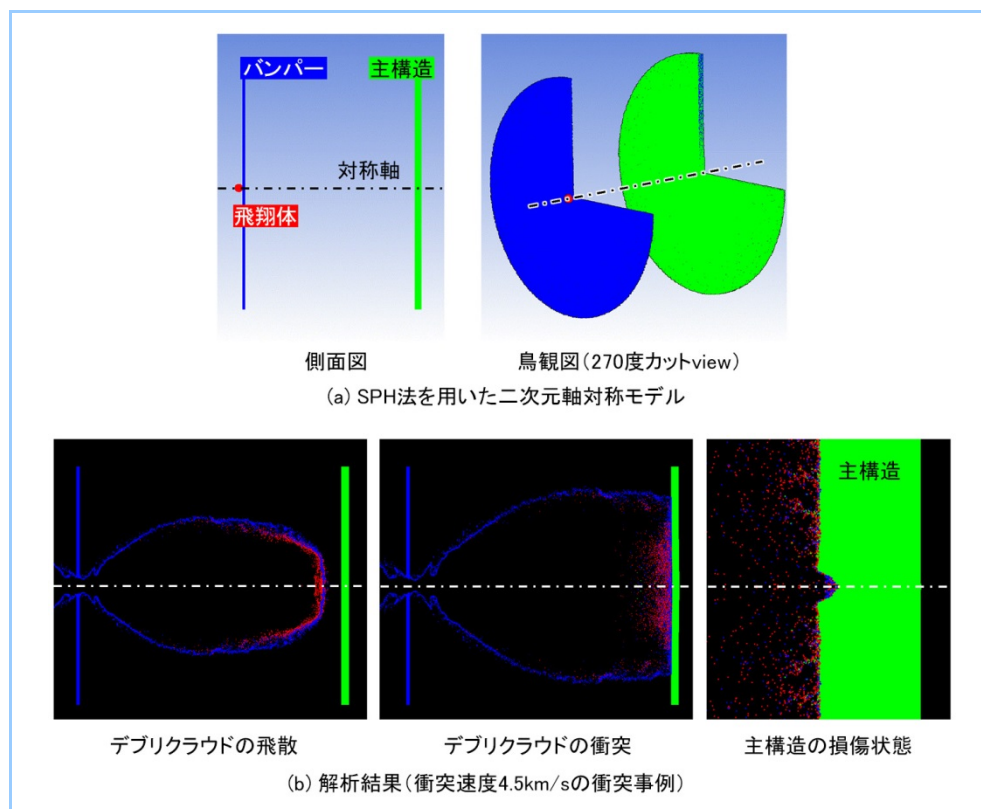 バンパー
主構造
対称軸
飛翔体
側面図
鳥観図(270度カットview)
(a) SPH法を用いた二次元軸対称モデル
主構造
デブリクラウドの飛散
デブリクラウドの衝突
主構造の損傷状態
(b) 解析結果(衝突速度4.5km/sの衝突事例)